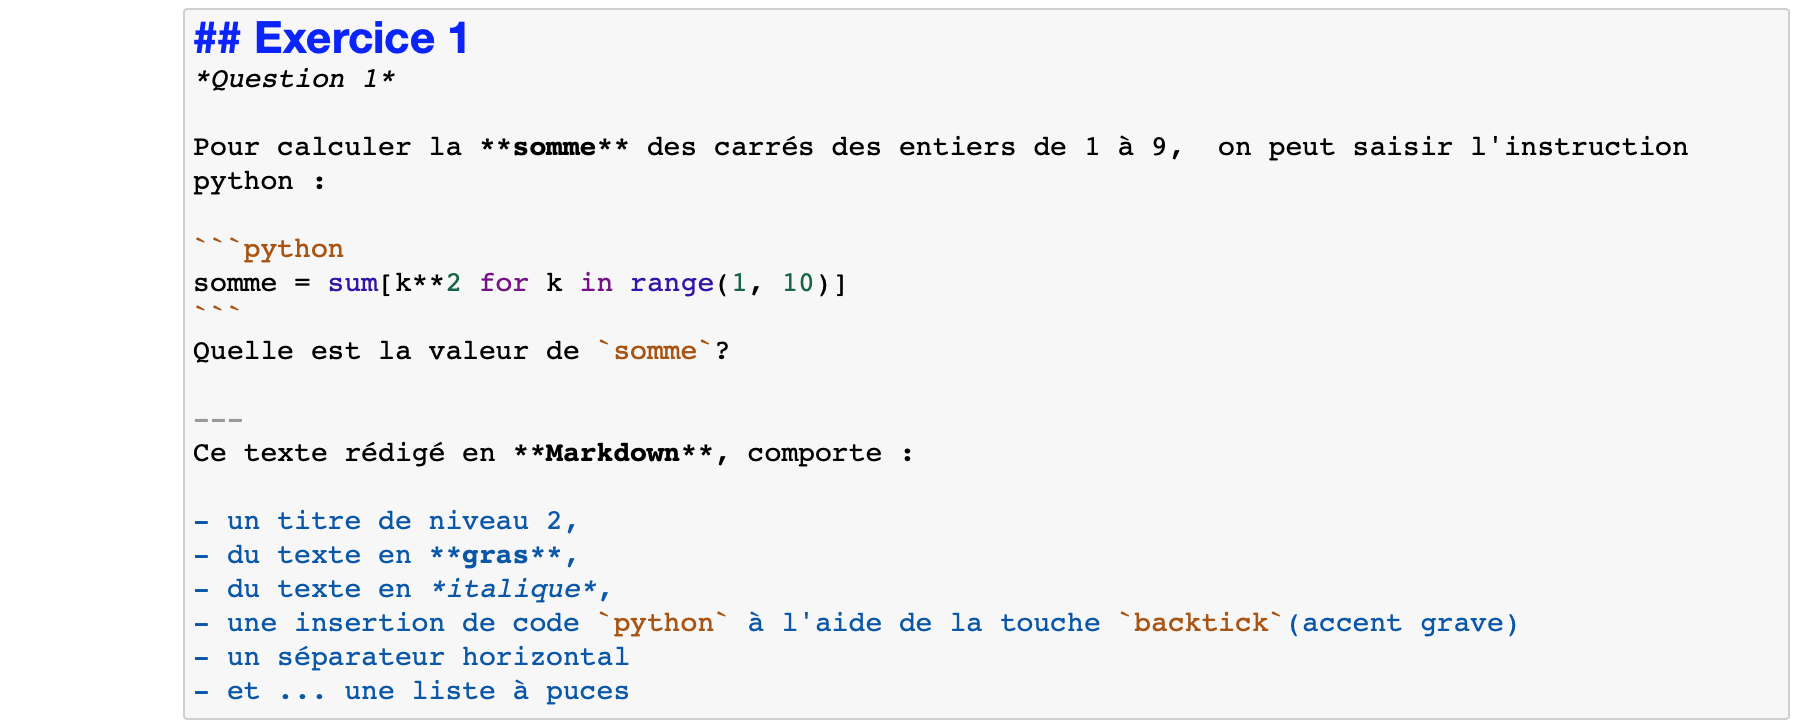 ## Exercice 1
*Question 1*
Pour calculer la **somme** des carrés des entiers de 1 à 9,  on peut saisir l'instruction
python :
```python
somme = sum[k**2 for k in range(1, 10)]
```
Quelle est la valeur de `somme`?
---
Ce texte rédigé en **Markdown**, comporte :
- un titre de niveau 2,
- du texte en **gras**,
- du texte en *italique*,
- une insertion de code `python` à l'aide de la touche `backtick`(accent grave)
- un séparateur horizontal
- et ... une liste à puces